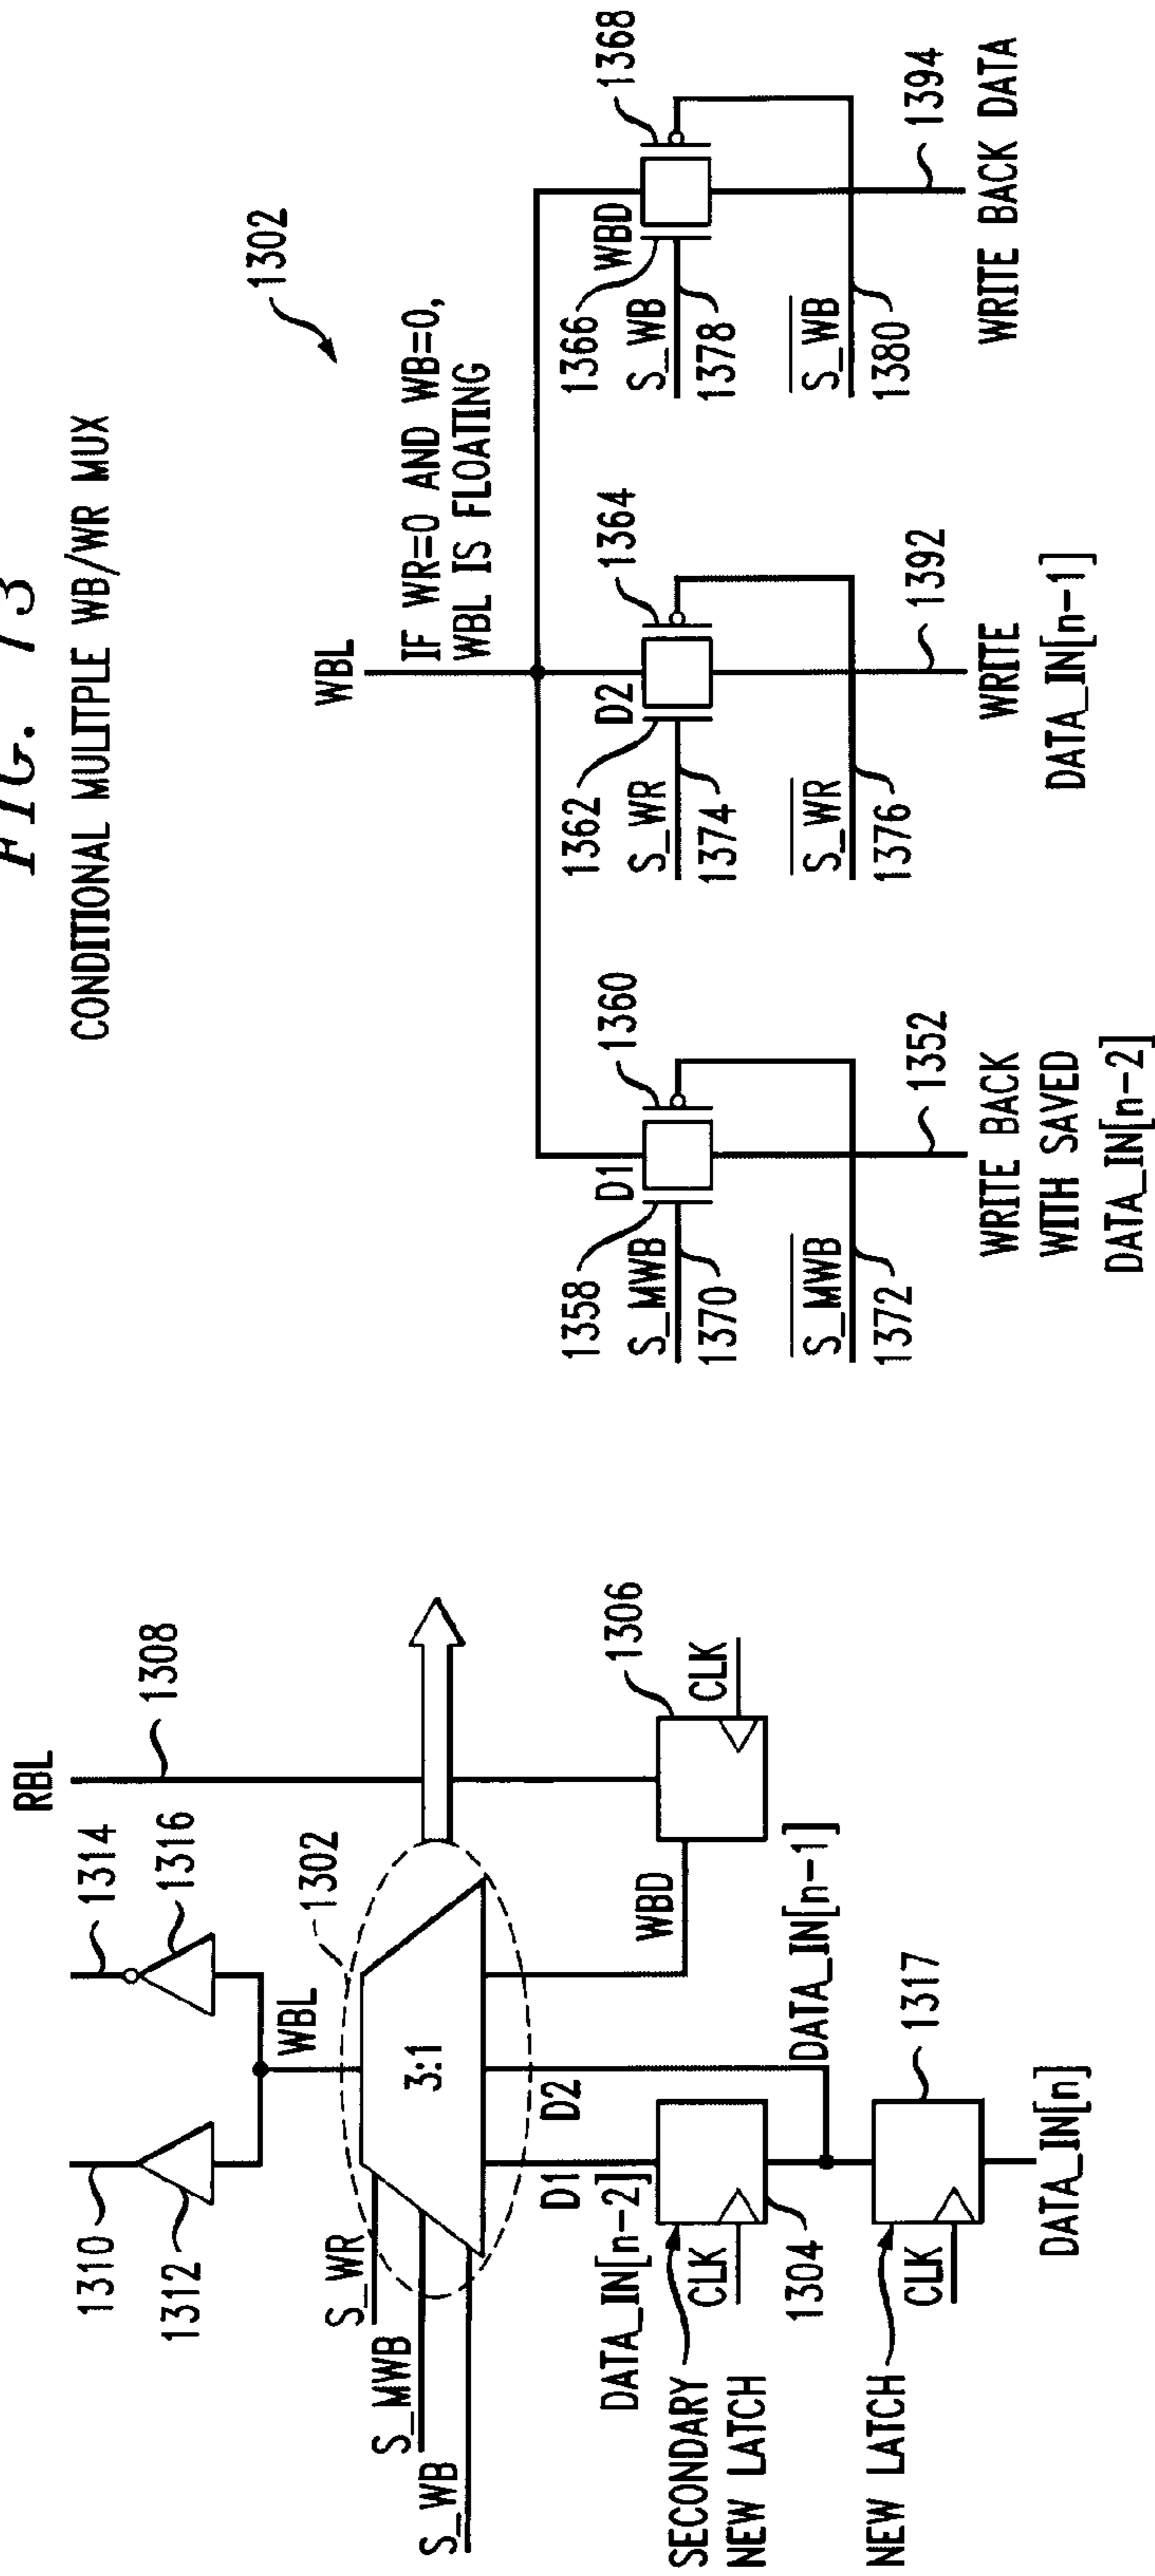 FIG. 13
CONDITIONAL MULITPLE WB/WR MUX
RBL
1308
1314
1316
1310
1312
WBL
1302
S_WR
S_MWB
S_WB
3:1
D1
D2
WBD
1306
CLK
DATA_IN[n-2]
DATA_IN[n-1]
SECONDARY
NEW LATCH
CLK
1304
NEW LATCH
CLK
1317
DATA_IN[n]
1302
WBL
IF WR=0 AND WB=0,
WBL IS FLOATING
1358
D1
1360
S_MWB
1370
S_MWB
1372
1352
WRITE BACK
WITH SAVED
DATA_IN[n-2]
1362
D2
1364
S_WR
1374
S_WR
1376
1392
WRITE
DATA_IN[n-1]
1366
WBD
1368
S_WB
1378
S_WB
1380
1394
WRITE BACK DATA